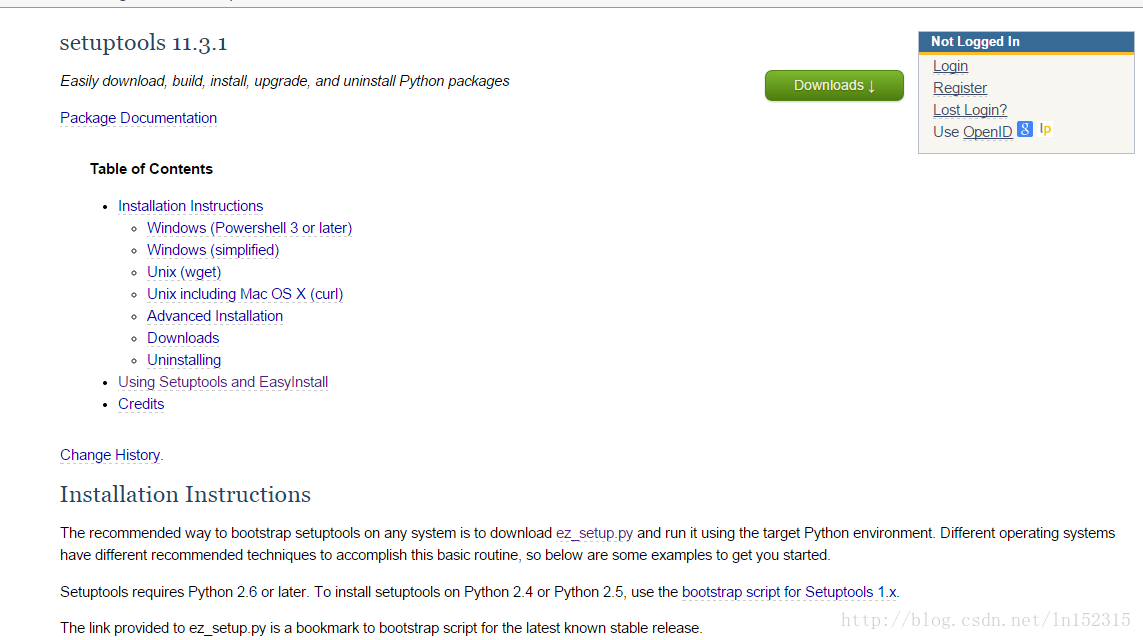 setuptools 11.3.1
Easily download, build, install, upgrade, and uninstall Python packages
Downloads ↓
Package Documentation
Not Logged In
Login
Register
Lost Login?
Use OpenID
Table of Contents
Installation Instructions
Windows (Powershell 3 or later)
Windows (simplified)
Unix (wget)
Unix including Mac OS X (curl)
Advanced Installation
Downloads
Uninstalling
Using Setuptools and EasyInstall
Credits
Change History.
Installation Instructions
The recommended way to bootstrap setuptools on any system is to download ez_setup.py and run it using the target Python environment. Different operating systems
have different recommended techniques to accomplish this basic routine, so below are some examples to get you started.
Setuptools requires Python 2.6 or later. To install setuptools on Python 2.4 or Python 2.5, use the bootstrap script for Setuptools 1.x.
The link provided to ez_setup.py is a bookmark to bootstrap script for the latest known stable release.
http://blog.csdn.net/ln152315